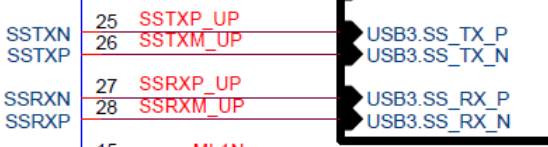 SSTXN 25 SSTXP_UP USB3.SS_TX_P
SSTXP 26 SSTXM_UP USB3.SS_TX_N
SSRXN 27 SSRXP_UP USB3.SS_RX_P
SSRXP 28 SSRXM_UP USB3.SS_RX_N